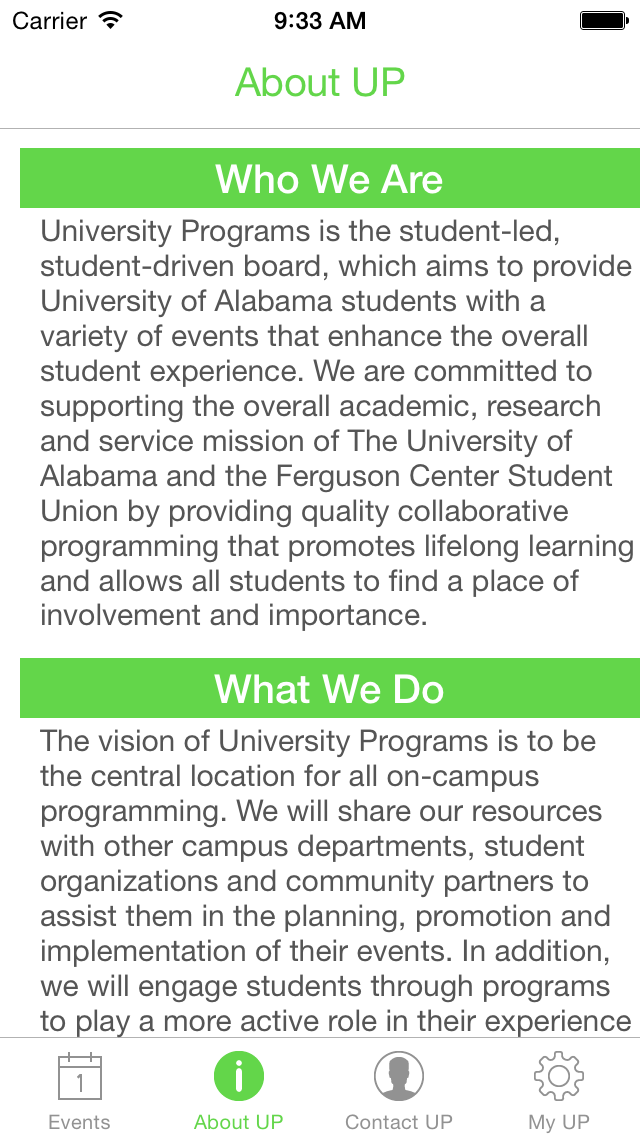 Carrier 9:33 AM
About UP
Who We Are
University Programs is the student-led,
student-driven board, which aims to provide
University of Alabama students with a
variety of events that enhance the overall
student experience. We are committed to
supporting the overall academic, research
and service mission of The University of
Alabama and the Ferguson Center Student
Union by providing quality collaborative
programming that promotes lifelong learning
and allows all students to find a place of
involvement and importance.
What We Do
The vision of University Programs is to be
the central location for all on-campus
programming. We will share our resources
with other campus departments, student
organizations and community partners to
assist them in the planning, promotion and
implementation of their events. In addition,
we will engage students through programs
to play a more active role in their experience
1
Events About UP Contact UP My UP